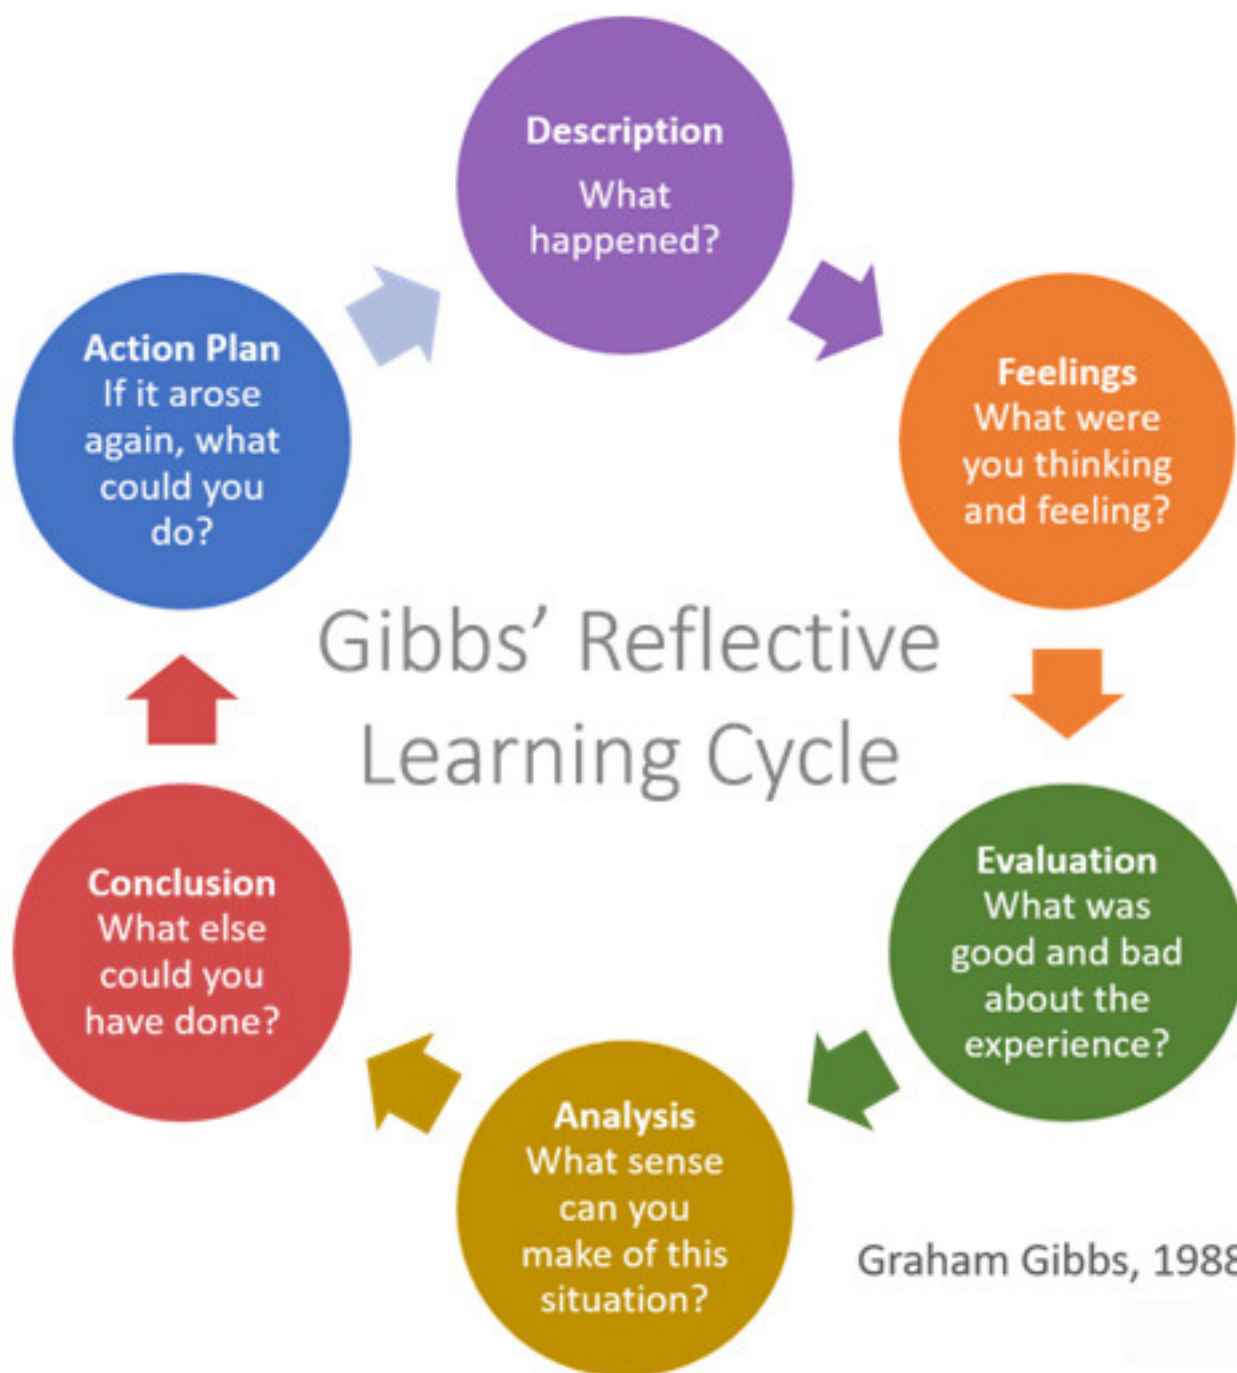 Description
What
happened?
Feelings
What were
you thinking
and feeling?
Evaluation
What was
good and bad
about the
experience?
Analysis
What sense
can you
make of this
situation?
Conclusion
What else
could you
have done?
Action Plan
If it arose
again, what
could you
do?
Gibbs’ Reflective
Learning Cycle
Graham Gibbs, 1988